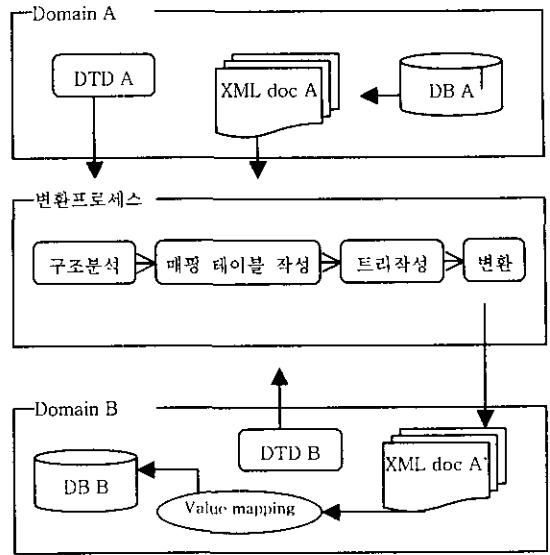 Domain A
DTD A
XML doc A
DB A
변환프로세스
구조분석
매핑 테이블 작성
트리작성
변환
Domain B
DTD B
XML doc A'
DB B
Value mapping